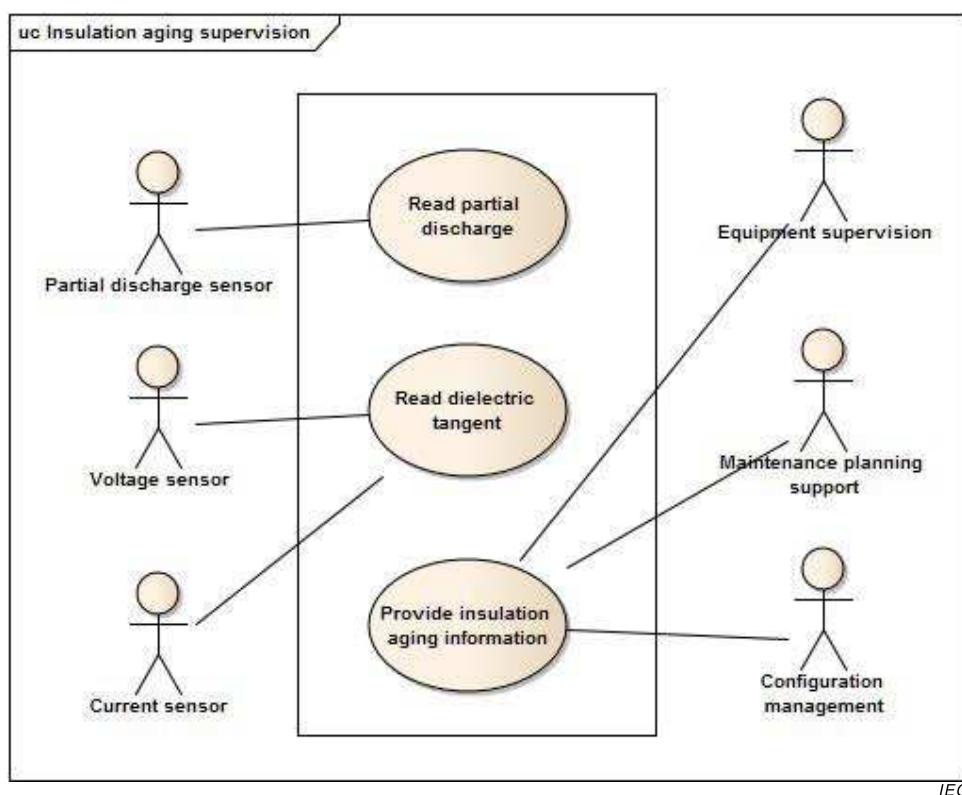 uc Insulation aging supervision
Read partial
discharge
Equipment supervision
Partial discharge sensor
Read dielectric
tangent
Voltage sensor
Maintenance planning
support
Provide insulation
aging information
Current sensor
Configuration
management
IEC